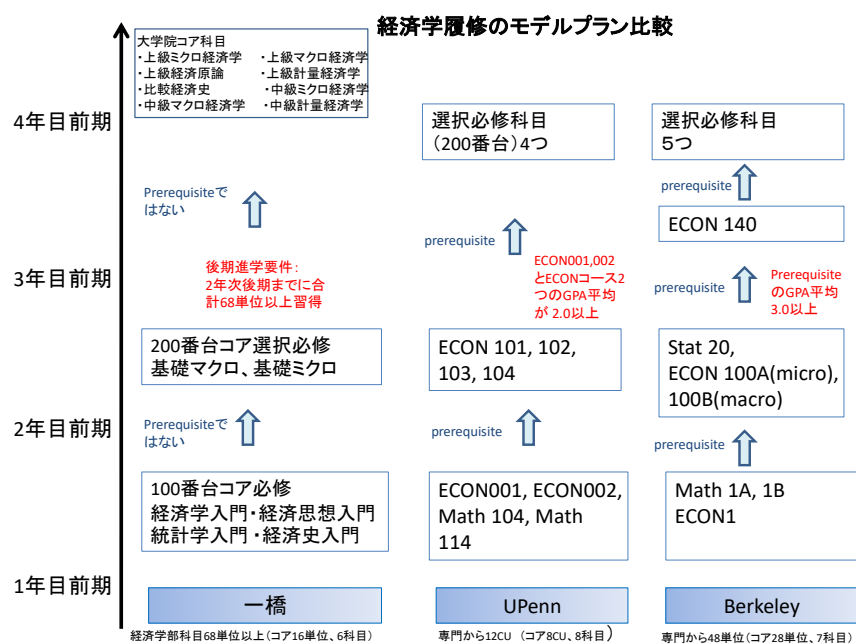 経済学履修のモデルプラン比較
大学院コア科目
・上級ミクロ経済学　・上級マクロ経済学
・上級経済原論　・上級計量経済学
・比較経済史　・中級ミクロ経済学
・中級マクロ経済学　・中級計量経済学
4年目前期
選択必修科目
（200番台）4つ
選択必修科目
５つ
Prerequisiteで
はない
prerequisite
prerequisite
ECON 140
3年目前期
後期進学要件：
2年次後期までに合
計68単位以上習得
ECON001,002
とECONコース2
つのGPA平均
が 2.0以上
prerequisite
Prerequisite
のGPA平均
3.0以上
200番台コア選択必修
基礎マクロ、基礎ミクロ
ECON 101, 102,
103, 104
Stat 20,
ECON 100A(micro),
100B(macro)
2年目前期
Prerequisiteで
はない
prerequisite
prerequisite
100番台コア必修
経済学入門・経済思想入門
統計学入門・経済史入門
ECON001, ECON002,
Math 104, Math
114
Math 1A, 1B
ECON1
1年目前期
一橋
UPenn
Berkeley
経済学部科目68単位以上（コア16単位、6科目）
専門から12CU （コア8CU、8科目）
専門から48単位（コア28単位、7科目）